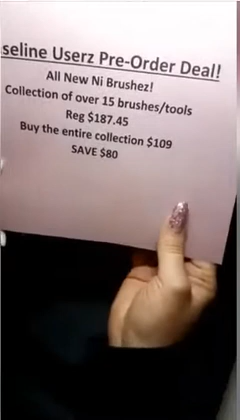 seline Userz Pre-Order Deal!
All New Ni Brushez!
Collection of over 15 brushes/tools
Reg $187.45
Buy the entire collection $109
SAVE $80